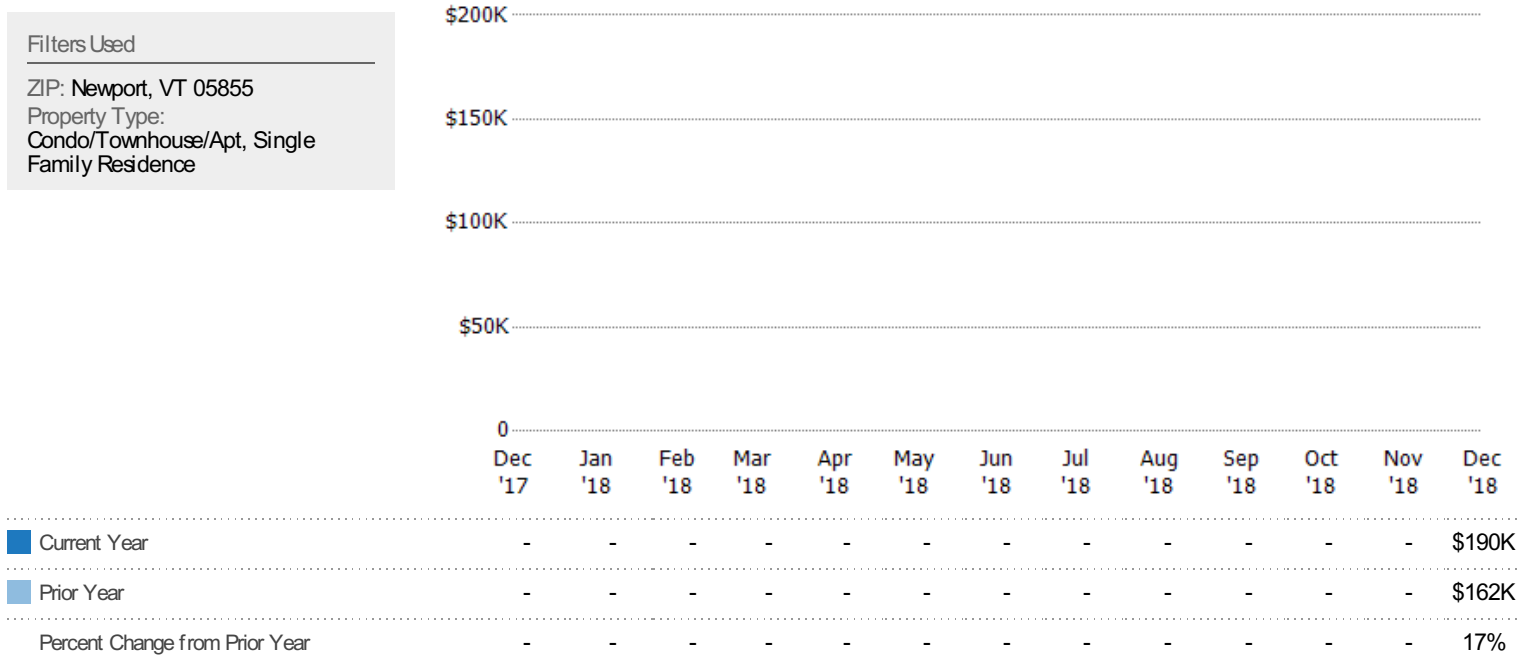 Filters Used
ZIP: Newport, VT 05855
Property Type:
Condo/Townhouse/Apt, Single
Family Residence
$200K
$150K
$100K
$50K
0
Dec '17 Jan '18 Feb '18 Mar '18 Apr '18 May '18 Jun '18 Jul '18 Aug '18 Sep '18 Oct '18 Nov '18 Dec '18
Current Year - - - - - - - - - - - - $190K
Prior Year - - - - - - - - - - - - $162K
Percent Change from Prior Year - - - - - - - - - - - - 17%